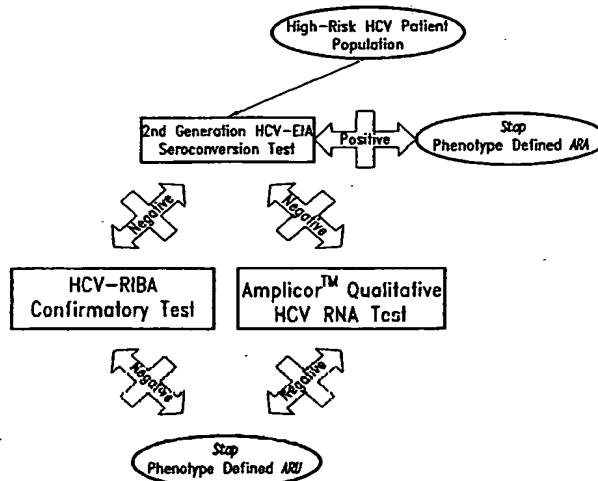 High-Risk HCV Patient
Population
2nd Generation HCV-EIA
Seroconversion Test
Positive
Stop
Phenotype Defined ARA
Negative
Negative
HCV-RIBA
Confirmatory Test
Amplicor™ Qualitative
HCV RNA Test
Negative
Negative
Stop
Phenotype Defined ARU